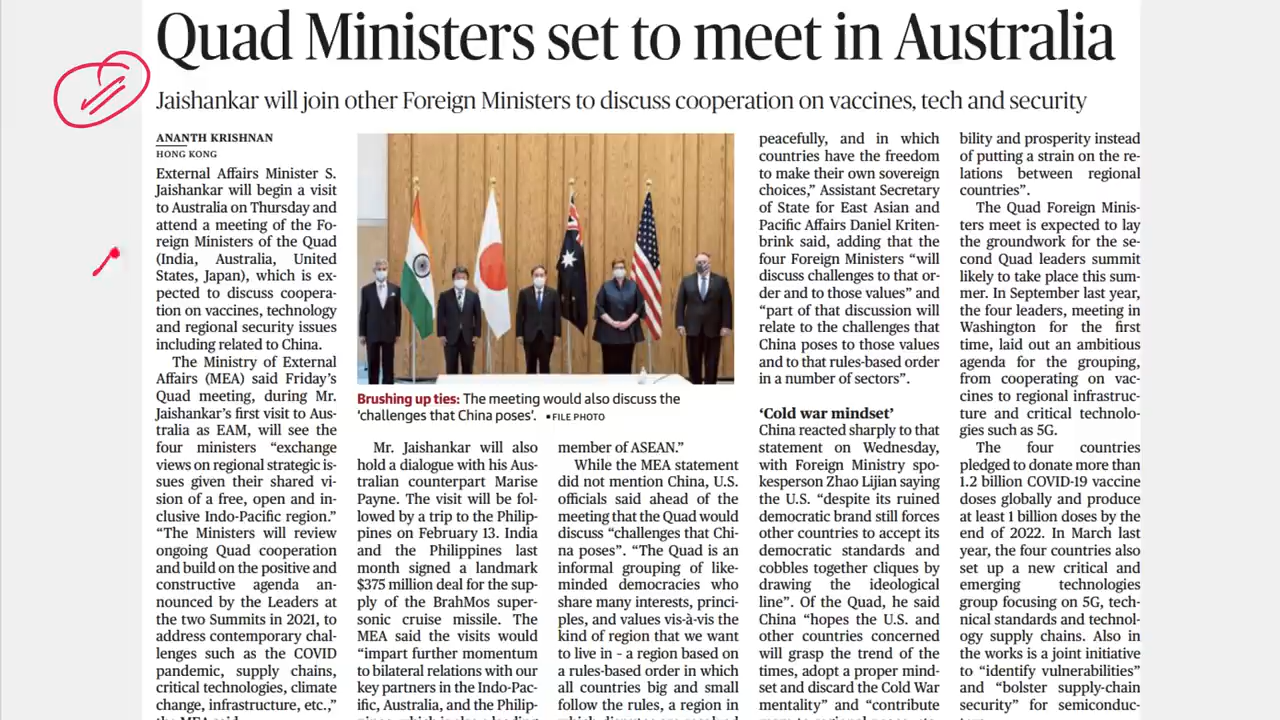 Quad Ministers set to meet in Australia
Jaishankar will join other Foreign Ministers to discuss cooperation on vaccines, tech and security
ANANTH KRISHNAN
HONG KONG
External Affairs Minister S.
Jaishankar will begin a visit
to Australia on Thursday and
attend a meeting of the Fo-
reign Ministers of the Quad
(India, Australia, United
States, Japan), which is ex-
pected to discuss coopera-
tion on vaccines, technology
and regional security issues
including related to China.
The Ministry of External
Affairs (MEA) said Friday's
Quad meeting, during Mr.
Jaishankar's first visit to Aus-
tralia as EAM, will see the
four ministers “exchange
views on regional strategic is-
sues given their shared vi-
sion of a free, open and in-
clusive Indo-Pacific region.”
“The Ministers will review
ongoing Quad cooperation
and build on the positive and
constructive agenda an-
nounced by the Leaders at
the two Summits in 2021, to
address contemporary chal-
lenges such as the COVID
pandemic, supply chains,
critical technologies, climate
change, infrastructure, etc.,”
the MEA said.
Brushing up ties: The meeting would also discuss the
‘challenges that China poses’. ▪FILE PHOTO
Mr. Jaishankar will also
hold a dialogue with his Aus-
tralian counterpart Marise
Payne. The visit will be fol-
lowed by a trip to the Philip-
pines on February 13. India
and the Philippines last
month signed a landmark
$375 million deal for the sup-
ply of the BrahMos super-
sonic cruise missile. The
MEA said the visits would
“impart further momentum
to bilateral relations with our
key partners in the Indo-Pac-
ific, Australia, and the Philip-
pines, which is also a leading
member of ASEAN.”
While the MEA statement
did not mention China, U.S.
officials said ahead of the
meeting that the Quad would
discuss “challenges that Chi-
na poses”. “The Quad is an
informal grouping of like-
minded democracies who
share many interests, princi-
ples, and values vis-à-vis the
kind of region that we want
to live in – a region based on
a rules-based order in which
all countries big and small
follow the rules, a region in
which disputes are resolved
peacefully, and in which
countries have the freedom
to make their own sovereign
choices,” Assistant Secretary
of State for East Asian and
Pacific Affairs Daniel Kriten-
brink said, adding that the
four Foreign Ministers “will
discuss challenges to that or-
der and to those values” and
“part of that discussion will
relate to the challenges that
China poses to those values
and to that rules-based order
in a number of sectors”.
‘Cold war mindset’
China reacted sharply to that
statement on Wednesday,
with Foreign Ministry spo-
kesperson Zhao Lijian saying
the U.S. “despite its ruined
democratic brand still forces
other countries to accept its
democratic standards and
cobbles together cliques by
drawing the ideological
line”. Of the Quad, he said
China “hopes the U.S. and
other countries concerned
will grasp the trend of the
times, adopt a proper mind-
set and discard the Cold War
mentality” and “contribute
bility and prosperity instead
of putting a strain on the re-
lations between regional
countries”.
The Quad Foreign Minis-
ters meet is expected to lay
the groundwork for the se-
cond Quad leaders summit
likely to take place this sum-
mer. In September last year,
the four leaders, meeting in
Washington for the first
time, laid out an ambitious
agenda for the grouping,
from cooperating on vac-
cines to regional infrastruc-
ture and critical technolo-
gies such as 5G.
The four countries
pledged to donate more than
1.2 billion COVID-19 vaccine
doses globally and produce
at least 1 billion doses by the
end of 2022. In March last
year, the four countries also
set up a new critical and
emerging technologies
group focusing on 5G, tech-
nical standards and technol-
ogy supply chains. Also in
the works is a joint initiative
to “identify vulnerabilities”
and “bolster supply-chain
security” for semiconduc-